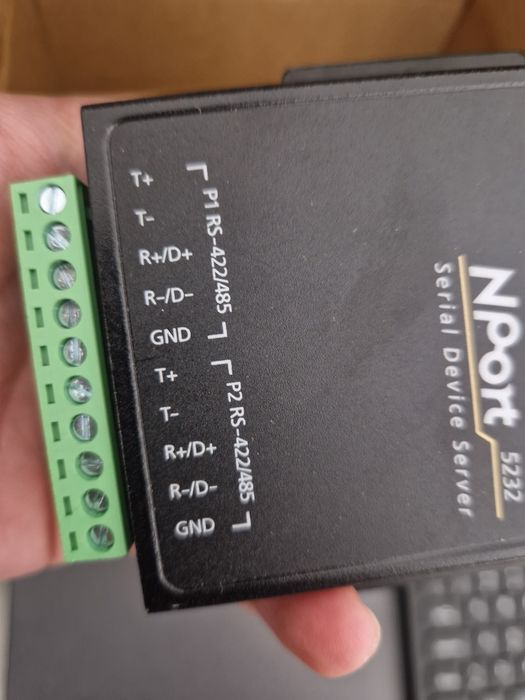 T+
T-
R+/D+
R-/D-
GND
P1 RS-422/485
T+
T-
R+/D+
R-/D-
GND
P2 RS-422/485
NPort 5232
Serial Device Server